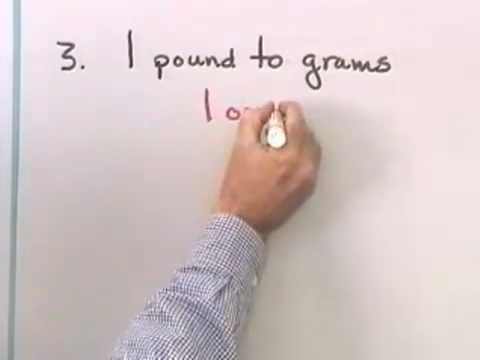 3. 1 pound to grams
1